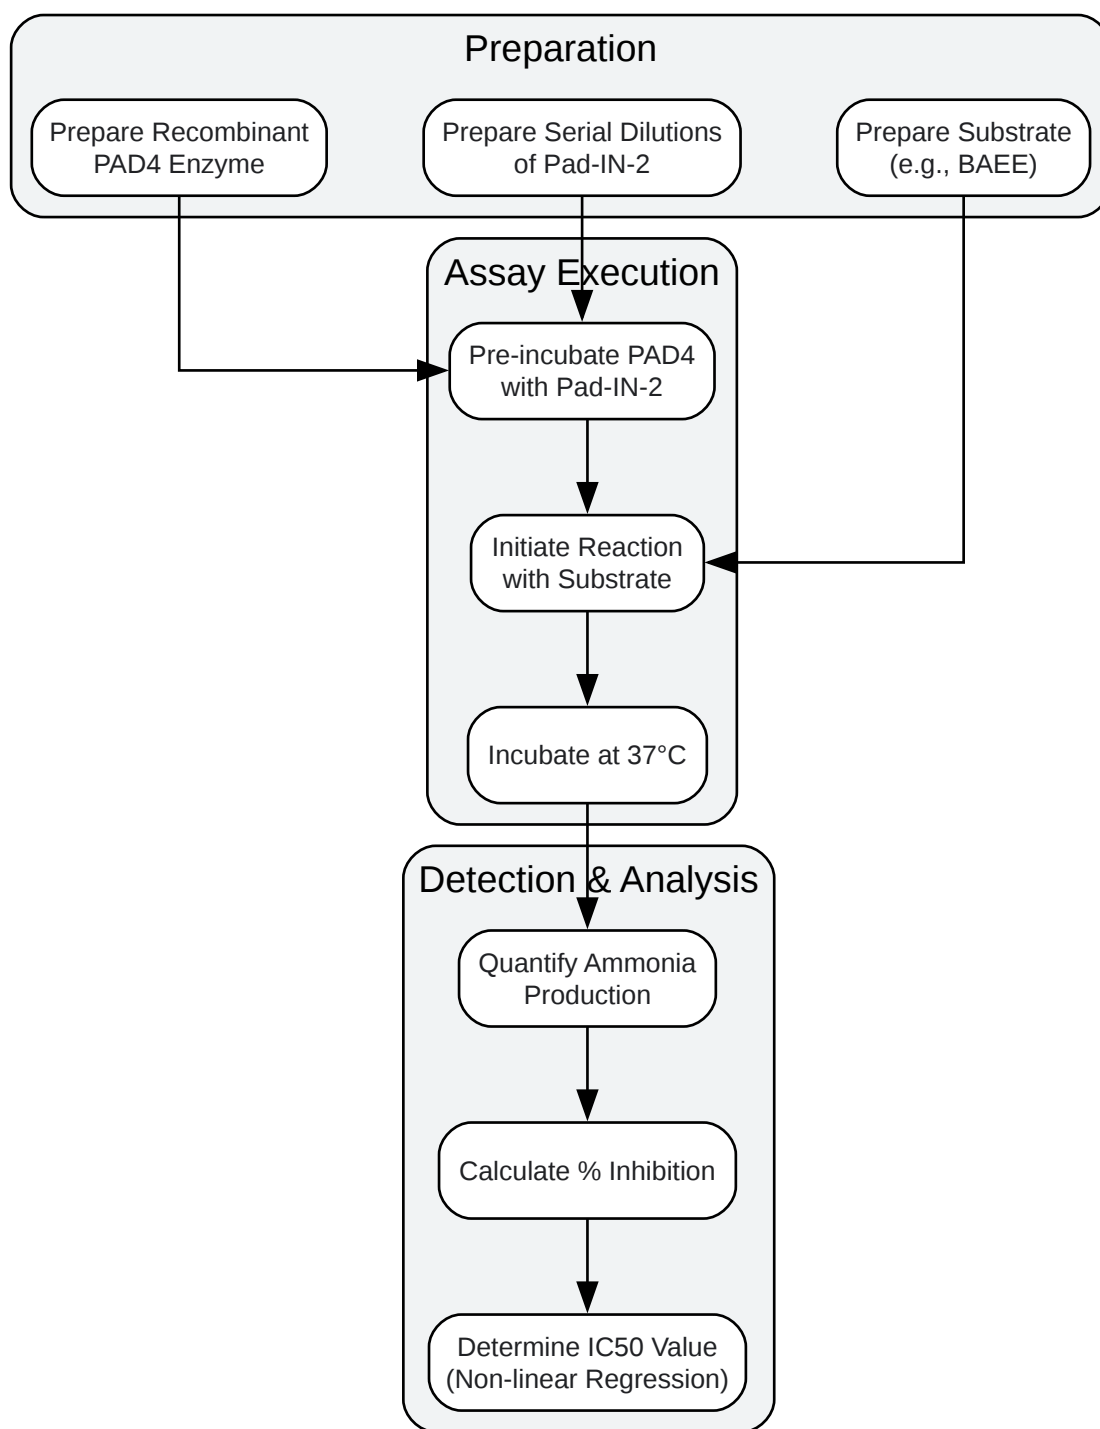 Preparation
Prepare Recombinant
PAD4 Enzyme
Prepare Serial Dilutions
of Pad-IN-2
Prepare Substrate
(e.g., BAEE)
Assay Execution
Pre-incubate PAD4
with Pad-IN-2
Initiate Reaction
with Substrate
Incubate at 37°C
Detection & Analysis
Quantify Ammonia
Production
Calculate % Inhibition
Determine IC50 Value
(Non-linear Regression)